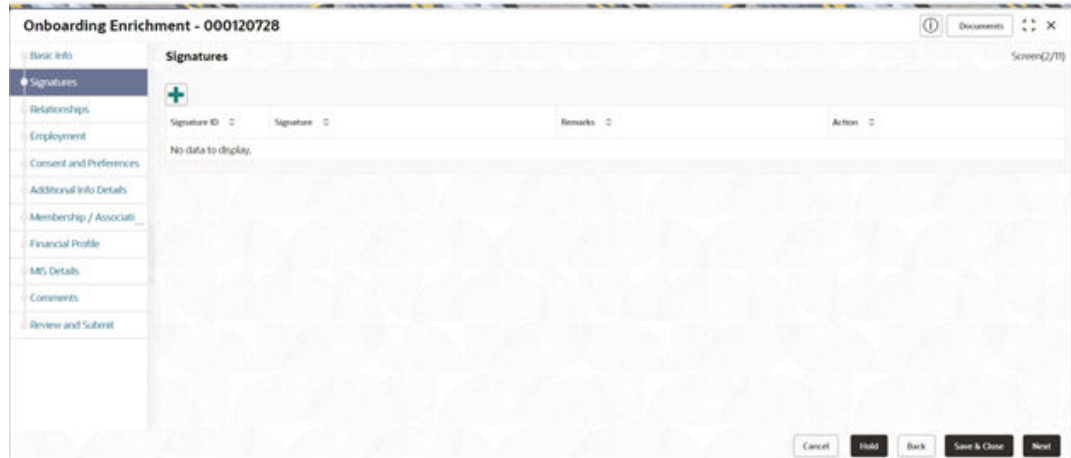 Onboarding Enrichment - 000120728
Documents
Basic Info
Signatures
Screen(2/11)
Signatures
Relationships
Employment
Consent and Preferences
Additional Info Details
Membership / Associati...
Financial Profile
MIS Details
Comments
Review and Submit
Signature ID Signature Remarks Action
No data to display.
Cancel Hold Back Save & Close Next